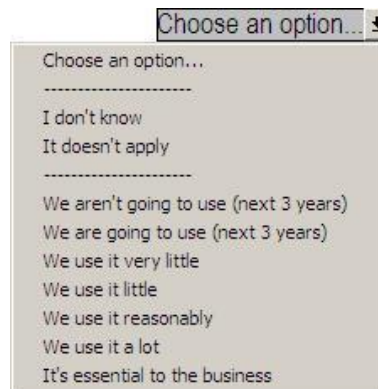 Choose an option...
Choose an option...
----------------------
I don't know
It doesn't apply
----------------------
We aren't going to use (next 3 years)
We are going to use (next 3 years)
We use it very little
We use it little
We use it reasonably
We use it a lot
It's essential to the business